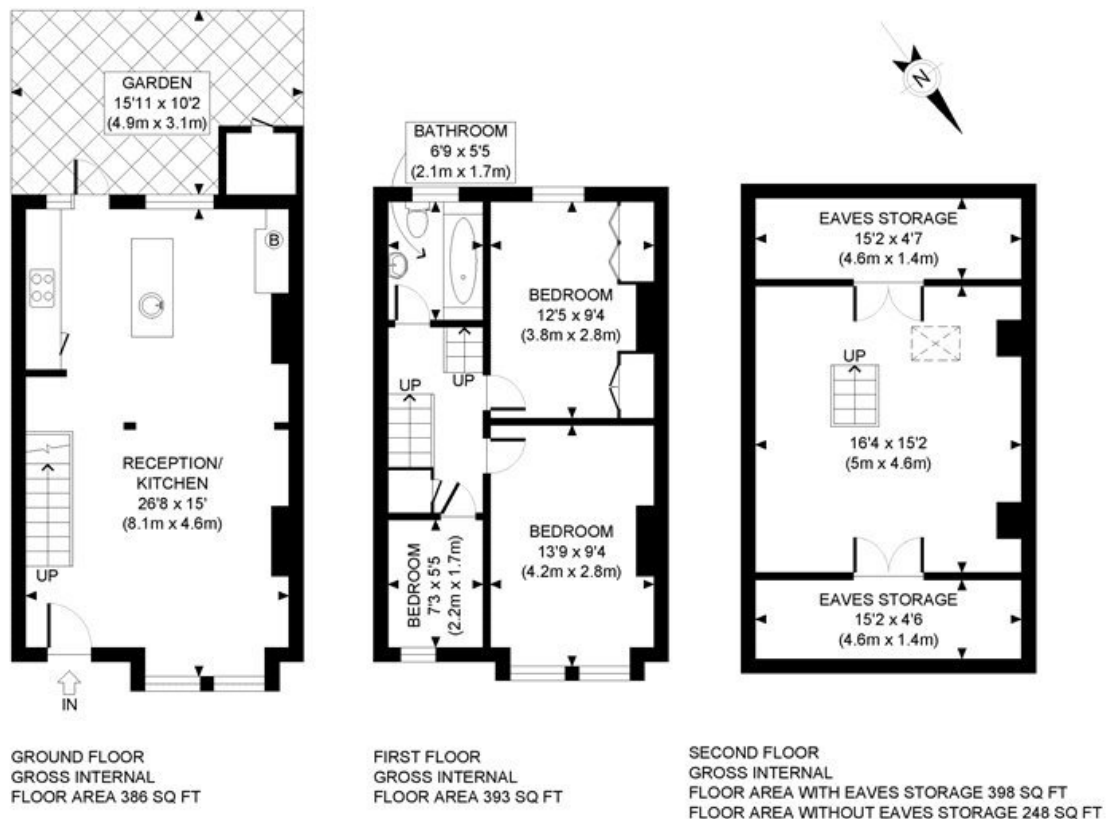 GARDEN
15'11 x 10'2
(4.9m x 3.1m)
B
RECEPTION/
KITCHEN
26'8 x 15'
(8.1m x 4.6m)
UP
IN
GROUND FLOOR
GROSS INTERNAL
FLOOR AREA 386 SQ FT
BATHROOM
6'9 x 5'5
(2.1m x 1.7m)
BEDROOM
12'5 x 9'4
(3.8m x 2.8m)
UP
UP
BEDROOM
13'9 x 9'4
(4.2m x 2.8m)
BEDROOM
7'3 x 5'5
(2.2m x 1.7m)
FIRST FLOOR
GROSS INTERNAL
FLOOR AREA 393 SQ FT
N
EAVES STORAGE
15'2 x 4'7
(4.6m x 1.4m)
UP
16'4 x 15'2
(5m x 4.6m)
EAVES STORAGE
15'2 x 4'6
(4.6m x 1.4m)
SECOND FLOOR
GROSS INTERNAL
FLOOR AREA WITH EAVES STORAGE 398 SQ FT
FLOOR AREA WITHOUT EAVES STORAGE 248 SQ FT